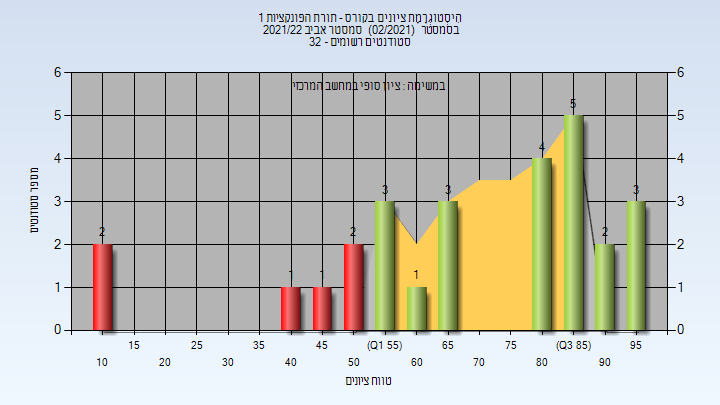 היסטוגרמת ציונים בקורס - תורת הפונקציות 1
בסמסטר (02/2021) סמסטר אביב 2021/22
סטודנטים רשומים - 32
במשימה : ציון סופי במחשב המרכזי
6 6
5 5
4 4
3 3
2 2
1 1
0 0
2 1 1 2 3 1 3 4 5 2 3
מספר סטודנטים
15 25 35 45 (Q1 55) 65 75 (Q3 85) 95
10 20 30 40 50 60 70 80 90
טווח ציונים